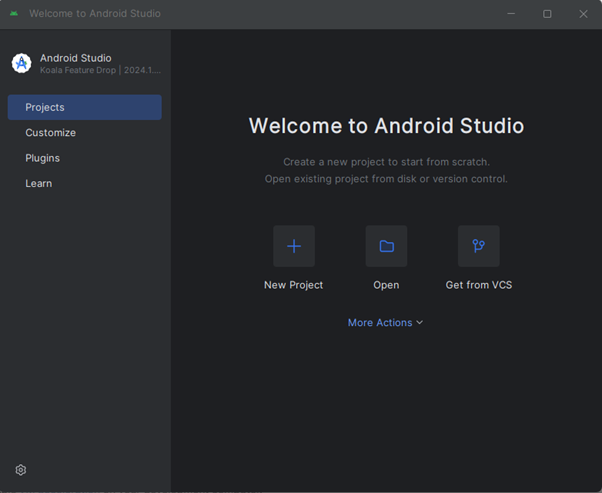 Welcome to Android Studio
Android Studio
Koala Feature Drop | 2024.1....
Projects
Customize
Plugins
Learn
Welcome to Android Studio
Create a new project to start from scratch.
Open existing project from disk or version control.
New Project
Open
Get from VCS
More Actions